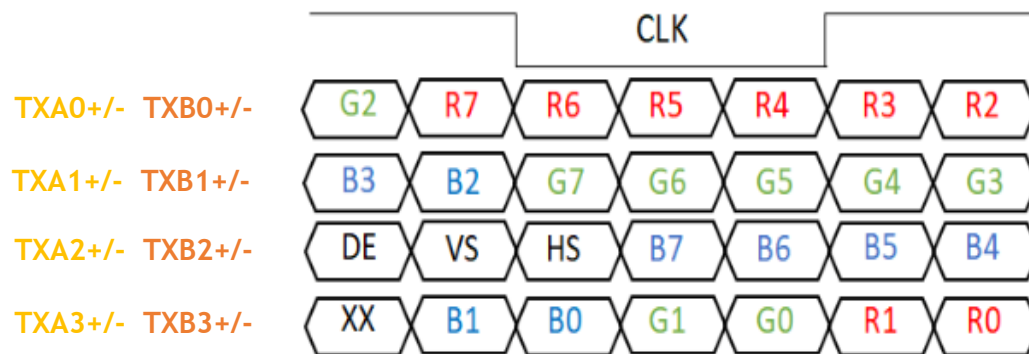 CLK
TXA0+/- TXB0+/- G2 R7 R6 R5 R4 R3 R2
TXA1+/- TXB1+/- B3 B2 G7 G6 G5 G4 G3
TXA2+/- TXB2+/- DE VS HS B7 B6 B5 B4
TXA3+/- TXB3+/- XX B1 B0 G1 G0 R1 R0